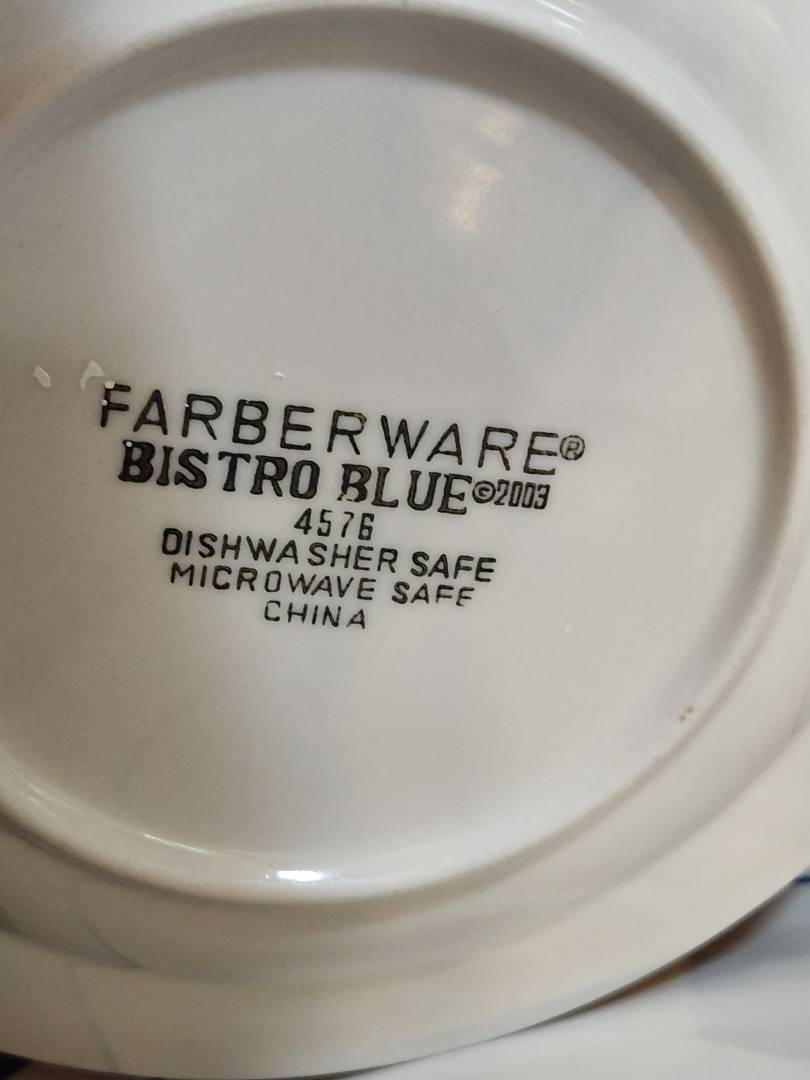 FARBERWARE®
BISTRO BLUE©2003
4576
DISHWASHER SAFE
MICROWAVE SAFE
CHINA